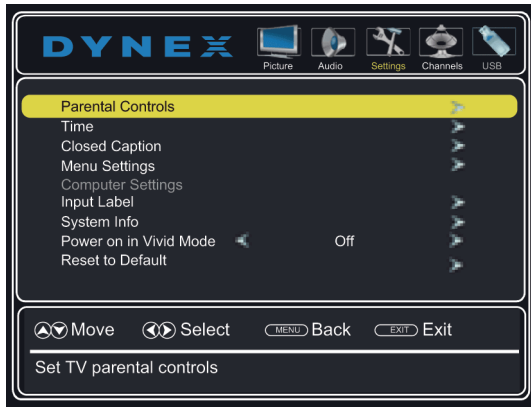 DYNEX
Picture Audio Settings Channels USB
Parental Controls
Time
Closed Caption
Menu Settings
Computer Settings
Input Label
System Info
Power on in Vivid Mode Off
Reset to Default
Move Select MENU Back EXIT Exit
Set TV parental controls